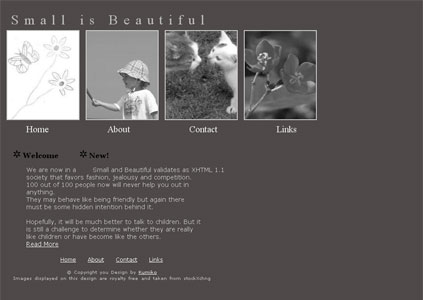 Small is Beautiful
Home About Contact Links
Welcome New!
We are now in a Small and Beautiful validates as XHTML 1.1
society that favors fashion, jealousy and competition.
100 out of 100 people now will never help you out in
anything.
They may behave like being friendly but again there
must be some hidden intention behind it.
Hopefully, it will be much better to talk to children. But it
is still a challenge to determine whether they are really
like children or have become like the others.
Read More
Home About Contact Links
© Copyright you Design by Kumiko
Images displayed on this design are royalty free and taken from stockXchng